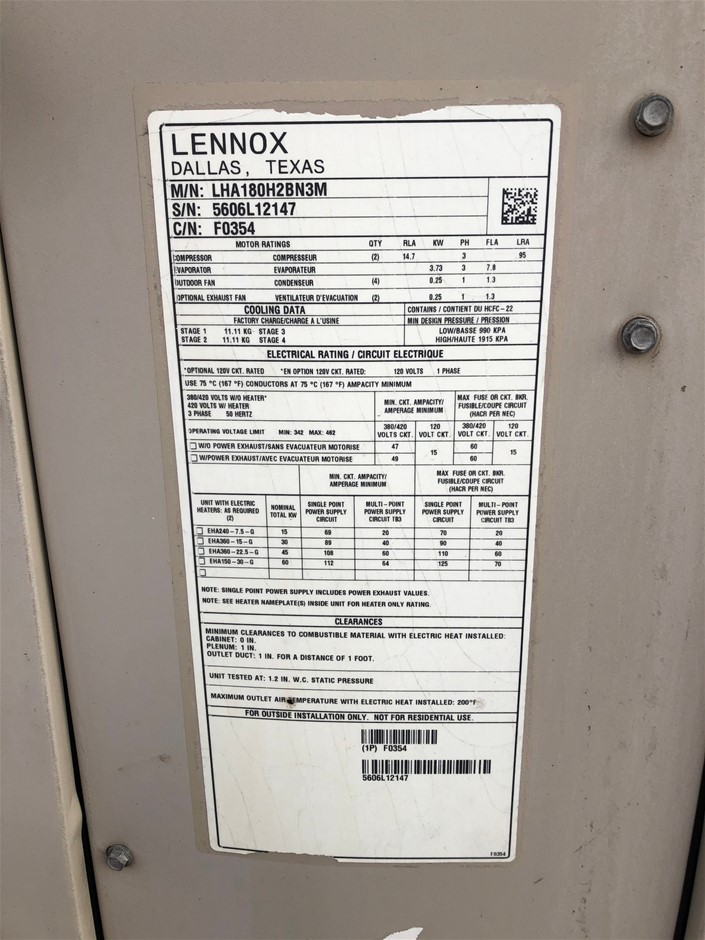 LENNOX
DALLAS, TEXAS
M/N: LHA180H2BN3M
S/N: 5606L12147
C/N: F0354
MOTOR RATINGS QTY RLA KW PH FLA LRA
COMPRESSOR COMPRESSEUR (2) 14.7 3 95
EVAPORATOR EVAPORATEUR 3.73 3 7.8
OUTDOOR FAN CONDENSEUR (4) 0.25 1 1.3
OPTIONAL EXHAUST FAN VENTILATEUR D'EVACUATION (2) 0.25 1 1.3
COOLING DATA CONTAINS / CONTIENT DU HCFC-22
FACTORY CHARGE/CHARGE A L'USINE MIN DESIGN PRESSURE / PRESSION
STAGE 1 11.11 KG STAGE 3 LOW/BASSE 990 KPA
STAGE 2 11.11 KG STAGE 4 HIGH/HAUTE 1915 KPA
ELECTRICAL RATING / CIRCUIT ELECTRIQUE
*OPTIONAL 120V CKT. RATED *EN OPTION 120V CKT. RATED: 120 VOLTS 1 PHASE
USE 75 °C (167 °F) CONDUCTORS AT 75 °C (167 °F) AMPACITY MINIMUM
380/420 VOLTS W/O HEATER*
420 VOLTS W/ HEATER
3 PHASE 50 HERTZ
MIN. CKT. AMPACITY/
AMPERAGE MINIMUM
MAX FUSE OR CKT. BKR.
FUSIBLE/COUPE CIRCUIT
(HACR PER NEC)
OPERATING VOLTAGE LIMIT MIN: 342 MAX: 462
380/420 VOLTS CKT.
120 VOLT CKT.
380/420 VOLT CKT.
120 VOLT CKT.
W/O POWER EXHAUST/SANS EVACUATEUR MOTORISE 47 15 60 15
W/POWER EXHAUST/AVEC EVACUATEUR MOTORISE 49 60
MIN. CKT. AMPACITY/
AMPERAGE MINIMUM
MAX FUSE OR CKT. BKR.
FUSIBLE/COUPE CIRCUIT
(HACR PER NEC)
UNIT WITH ELECTRIC
HEATERS: AS REQUIRED
(2)
NOMINAL
TOTAL KW
SINGLE POINT
POWER SUPPLY
CIRCUIT
MULTI-POINT
POWER SUPPLY
CIRCUIT TB3
SINGLE POINT
POWER SUPPLY
CIRCUIT
MULTI-POINT
POWER SUPPLY
CIRCUIT TB3
EHA240-7.5-G 15 69 20 70 20
EHA360-15-G 30 89 40 90 40
EHA360-22.5-G 45 108 60 110 60
EHA150-30-G 60 112 64 125 70
NOTE: SINGLE POINT POWER SUPPLY INCLUDES POWER EXHAUST VALUES.
NOTE: SEE HEATER NAMEPLATE(S) INSIDE UNIT FOR HEATER ONLY RATING.
CLEARANCES
MINIMUM CLEARANCES TO COMBUSTIBLE MATERIAL WITH ELECTRIC HEAT INSTALLED:
CABINET: 0 IN.
PLENUM: 1 IN.
OUTLET DUCT: 1 IN. FOR A DISTANCE OF 1 FOOT.
UNIT TESTED AT: 1.2 IN. W.C. STATIC PRESSURE
MAXIMUM OUTLET AIR TEMPERATURE WITH ELECTRIC HEAT INSTALLED: 200°F
FOR OUTSIDE INSTALLATION ONLY. NOT FOR RESIDENTIAL USE.
(1P) F0354
5606L12147
F0354